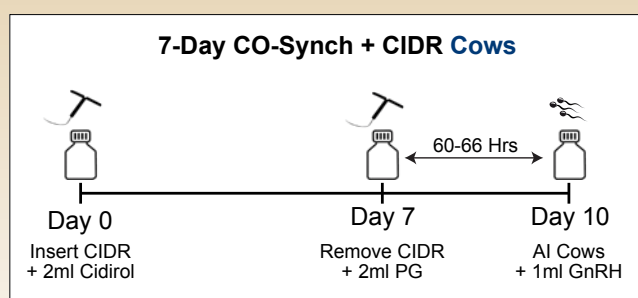 7-Day CO-Synch + CIDR Cows
60-66 Hrs
Day 0
Day 7
Day 10
Insert CIDR
+ 2ml Cidirol
Remove CIDR
+ 2ml PG
AI Cows
+ 1ml GnRH